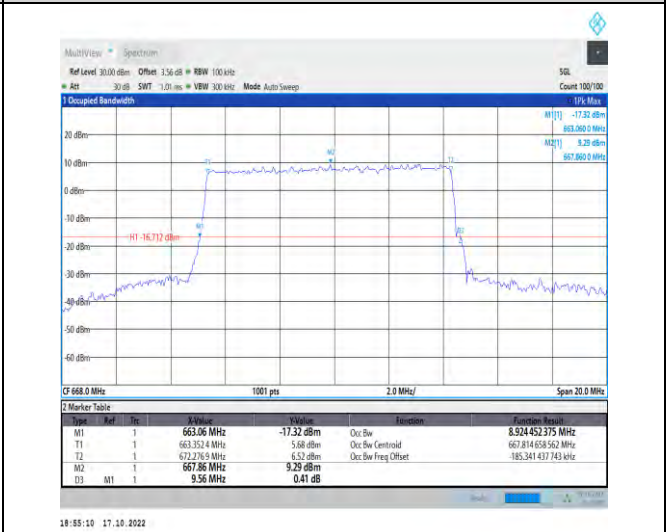 MultiView Spectrum
Ref Level 30.00 dBm Offset 3.56 dB RBW 100 kHz SGL
Att 30 dB SWT 1.01 ms VBW 300 kHz Mode Auto Sweep Count 100/100
1 Occupied Bandwidth 1Pk Max
M1[1] -17.32 dBm
663.060 0 MHz
M2[1] 9.29 dBm
667.860 0 MHz
20 dBm
10 dBm
0 dBm
-10 dBm
-20 dBm
-30 dBm
-40 dBm
-50 dBm
-60 dBm
T1
M2
T2
M1
H1 -16.712 dBm
CF 668.0 MHz 1001 pts 2.0 MHz/ Span 20.0 MHz
2 Marker Table
Type Ref Trc X-Value Y-Value Function Function Result
M1 1 663.06 MHz -17.32 dBm Occ Bw 8.924 452 375 MHz
T1 1 663.352 4 MHz 5.68 dBm Occ Bw Centroid 667.814 658 562 MHz
T2 1 672.276 9 MHz 6.52 dBm Occ Bw Freq Offset -185.341 437 743 kHz
M2 1 667.86 MHz 9.29 dBm
D3 M1 1 9.56 MHz 0.41 dB
18:55:10 17.10.2022